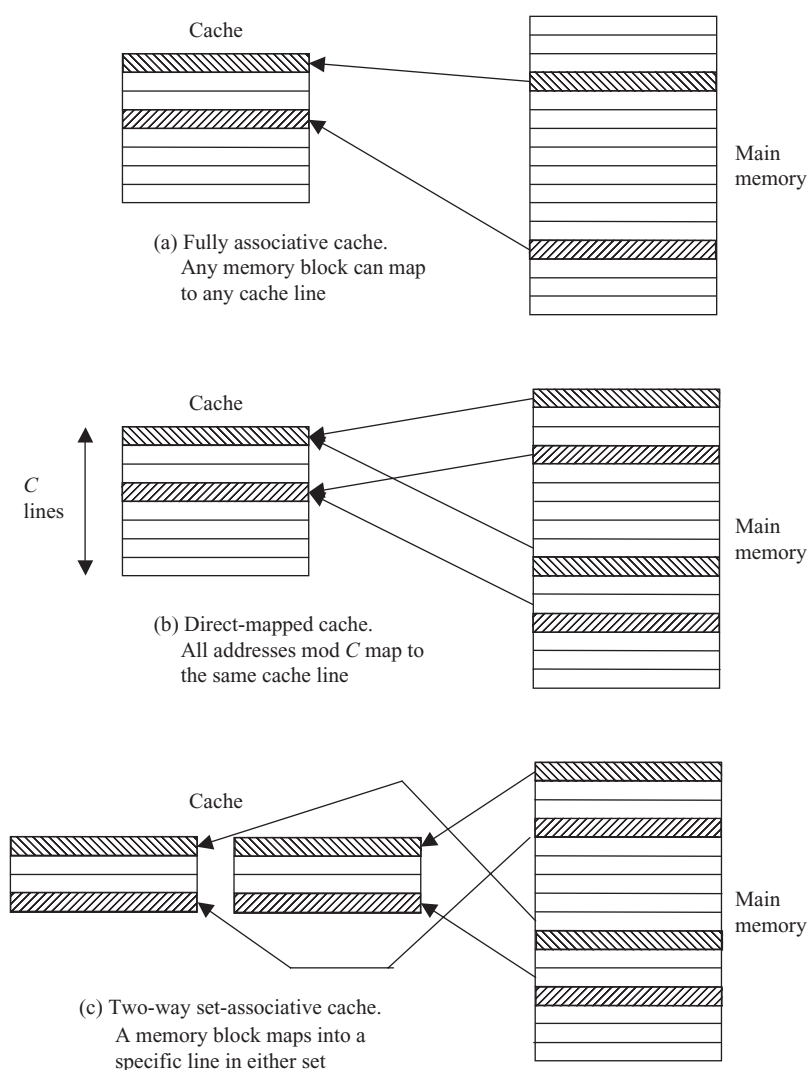 Cache
Main
memory
(a) Fully associative cache.
Any memory block can map
to any cache line
Cache
C
lines
Main
memory
(b) Direct-mapped cache.
All addresses mod C map to
the same cache line
Cache
Main
memory
(c) Two-way set-associative cache.
A memory block maps into a
specific line in either set